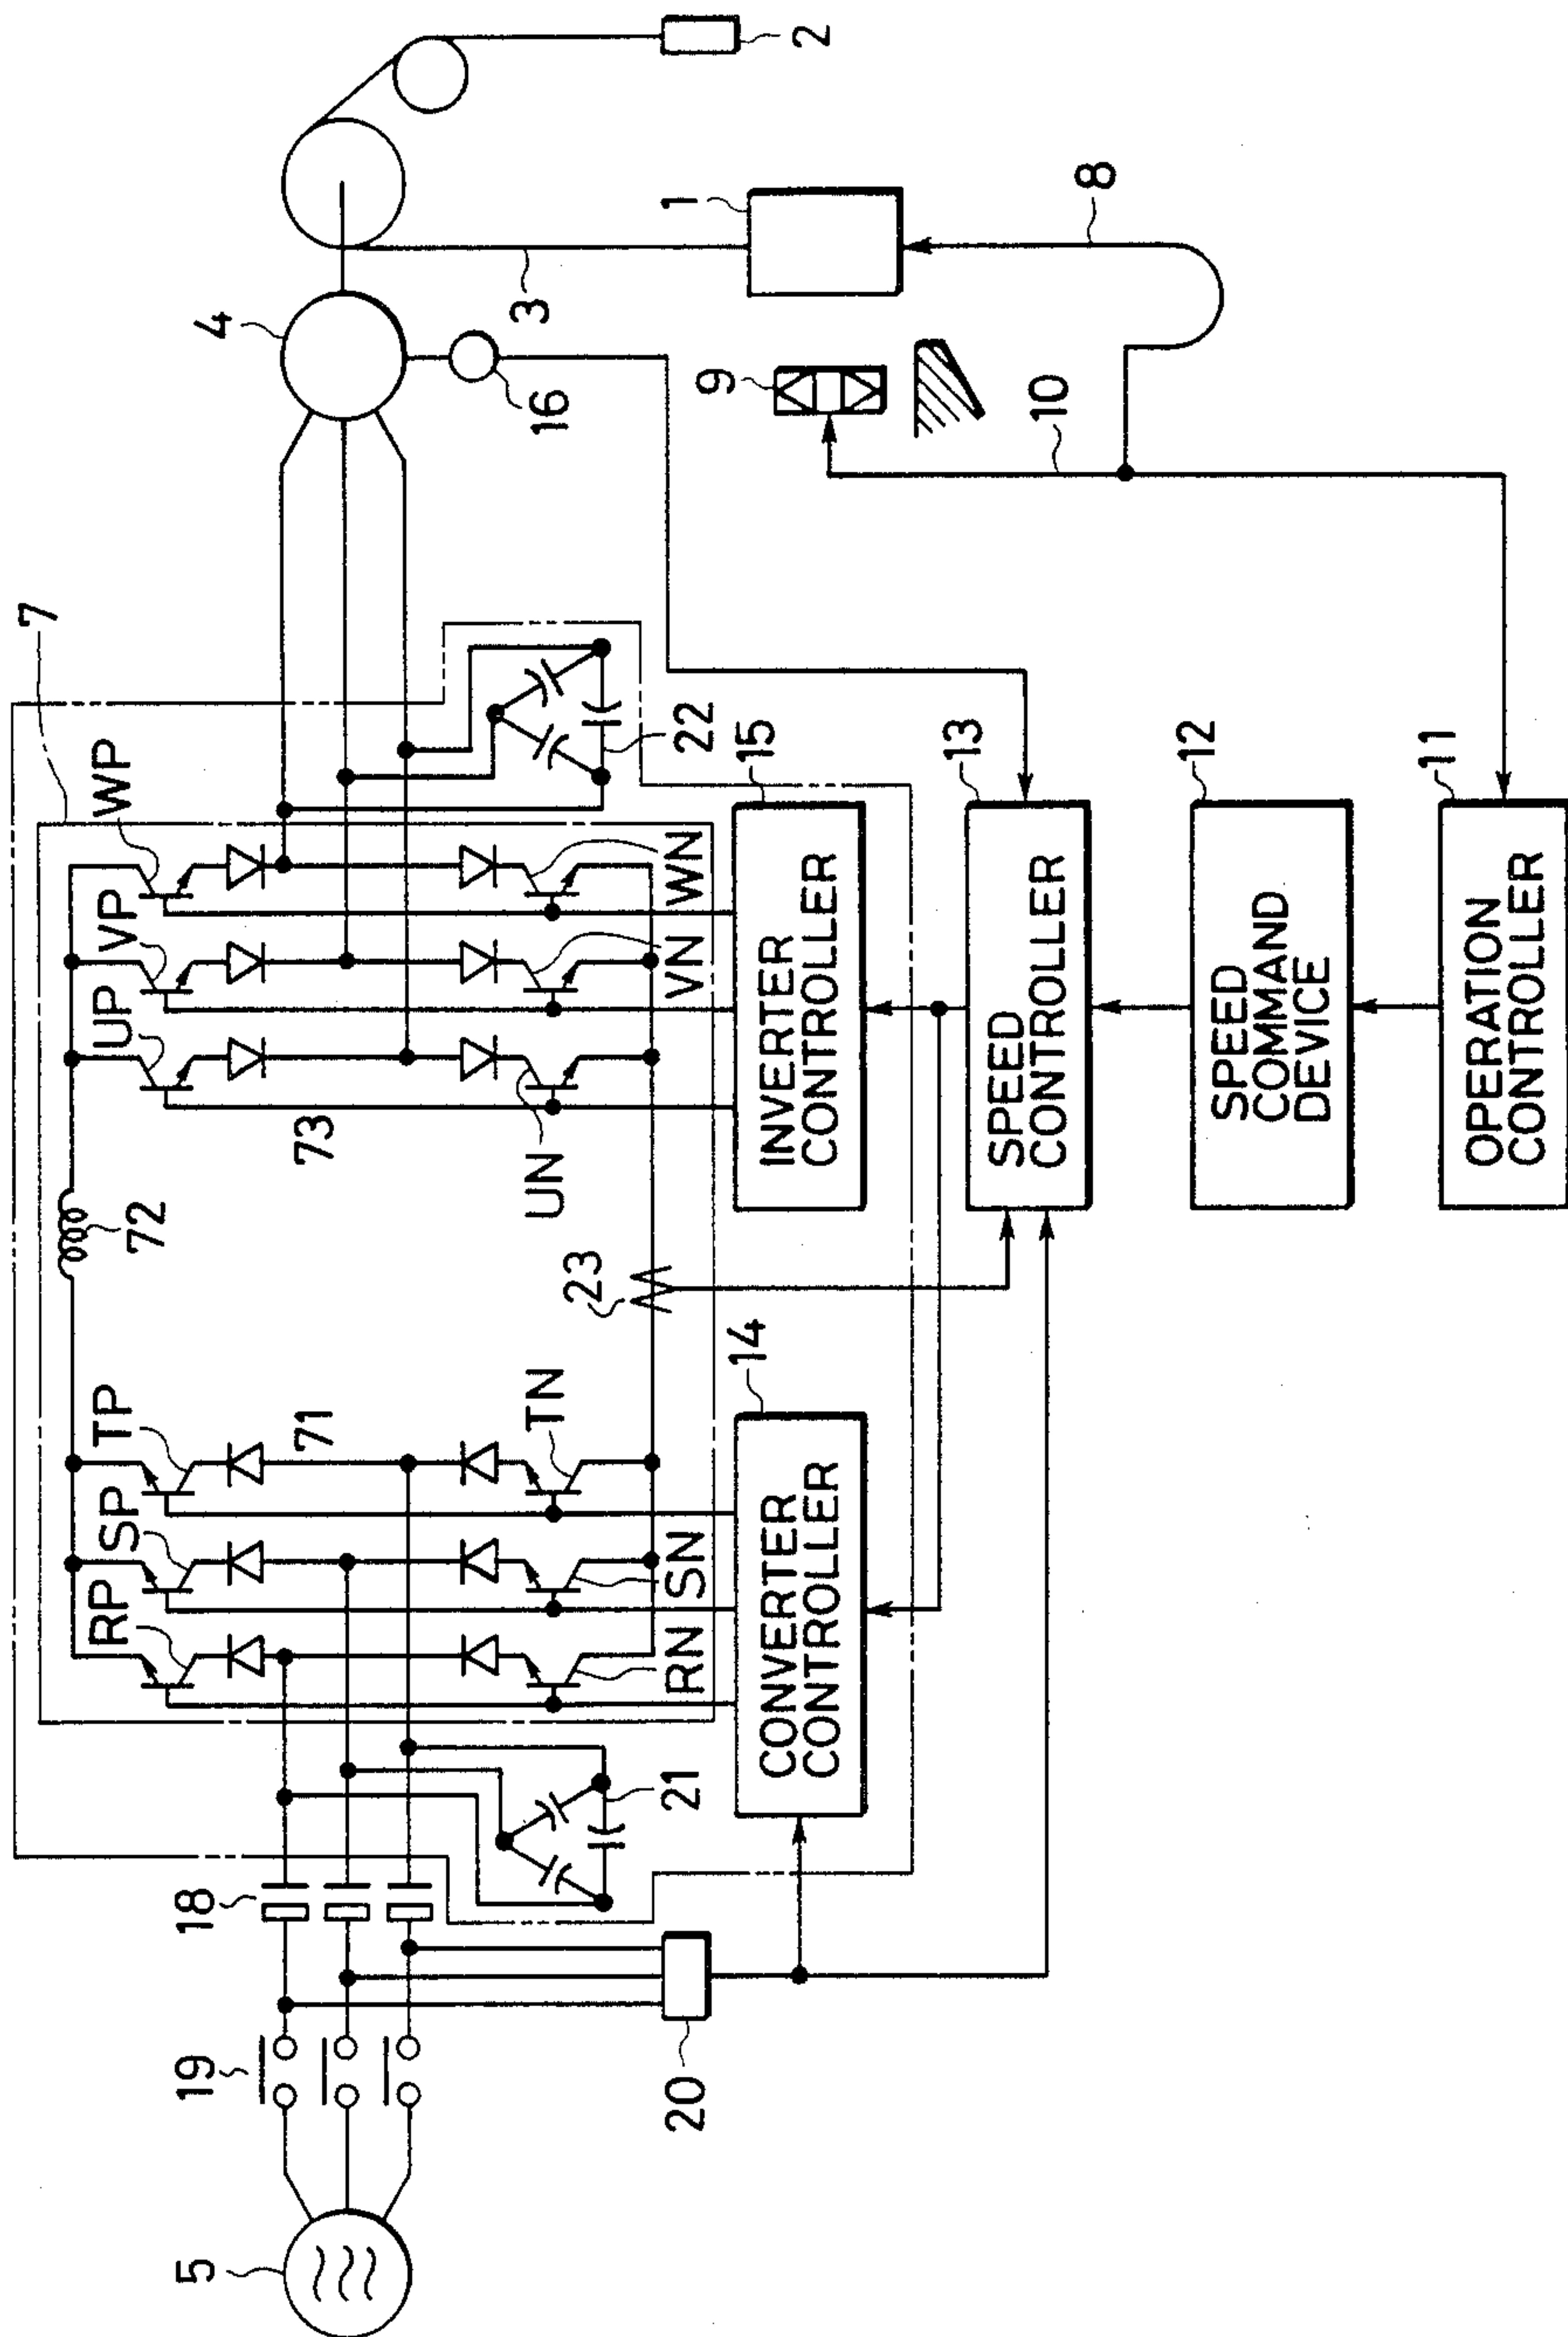 7
72
UP
VP
WP
RP
SP
TP
71
73
4
3
1
2
5
19
18
16
9
8
10
21
22
23
RN
SN
TN
UN
VN
WN
20
14
CONVERTER
CONTROLLER
15
INVERTER
CONTROLLER
13
SPEED
CONTROLLER
12
SPEED
COMMAND
DEVICE
11
OPERATION
CONTROLLER